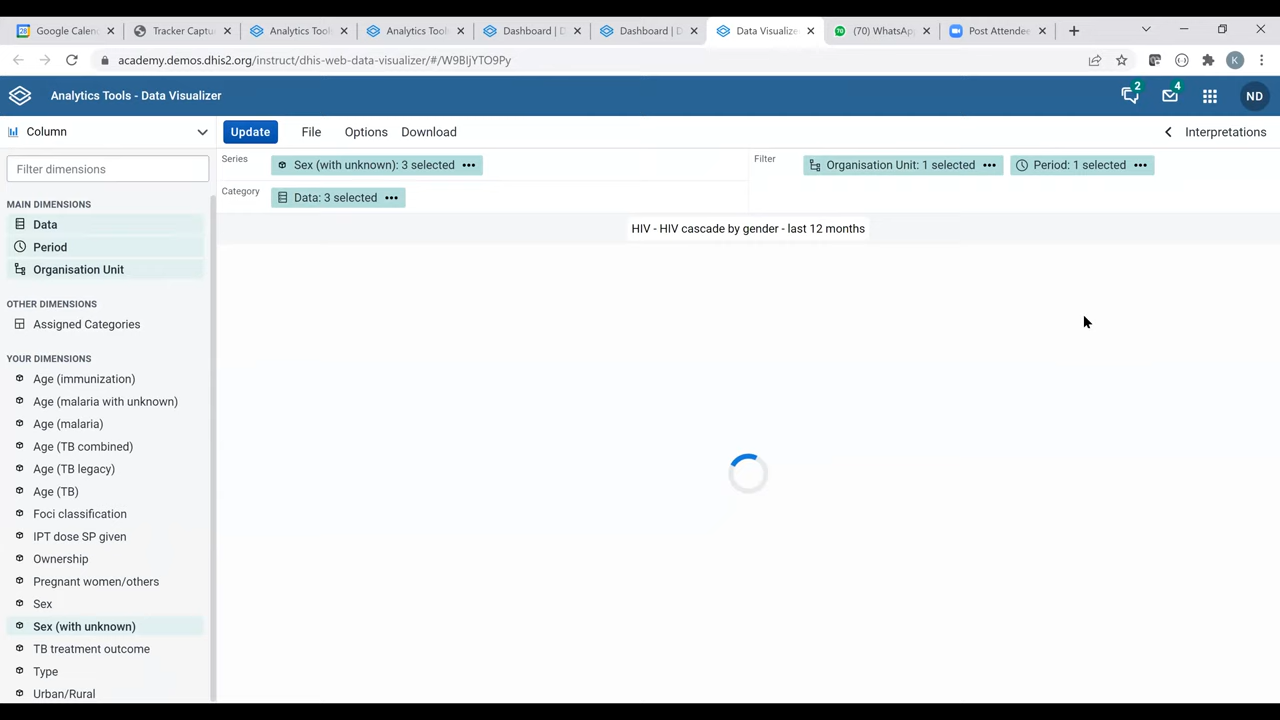 Google Calen
Tracker Captu
Analytics Tools
Analytics Tool
Dashboard | D
Dashboard | D
Data Visualize
(70) WhatsAp
Post Attendee
academy.demos.dhis2.org/instruct/dhis-web-data-visualizer/#/W9BIjYTO9Py
K
Analytics Tools - Data Visualizer
2
4
ND
Column
Update
File
Options
Download
Interpretations
Filter dimensions
Series
Sex (with unknown): 3 selected
Filter
Organisation Unit: 1 selected
Period: 1 selected
Category
Data: 3 selected
HIV - HIV cascade by gender - last 12 months
MAIN DIMENSIONS
Data
Period
Organisation Unit
OTHER DIMENSIONS
Assigned Categories
YOUR DIMENSIONS
Age (immunization)
Age (malaria with unknown)
Age (malaria)
Age (TB combined)
Age (TB legacy)
Age (TB)
Foci classification
IPT dose SP given
Ownership
Pregnant women/others
Sex
Sex (with unknown)
TB treatment outcome
Type
Urban/Rural